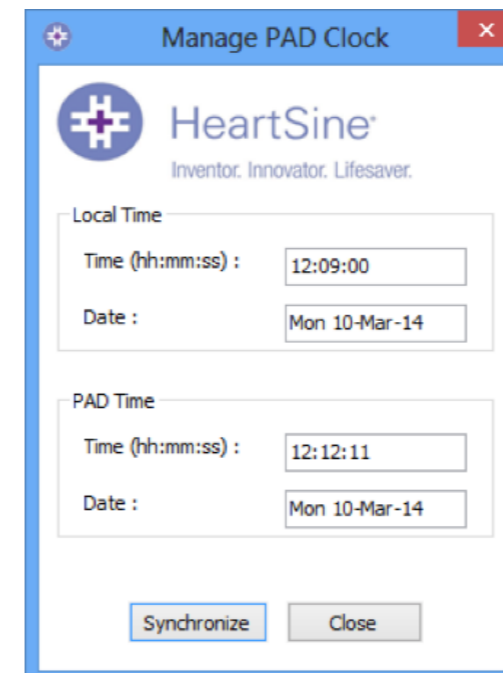 Manage PAD Clock
HeartSine®
Inventor. Innovator. Lifesaver.
Local Time
Time (hh:mm:ss) : 12:09:00
Date : Mon 10-Mar-14
PAD Time
Time (hh:mm:ss) : 12:12:11
Date : Mon 10-Mar-14
Synchronize Close